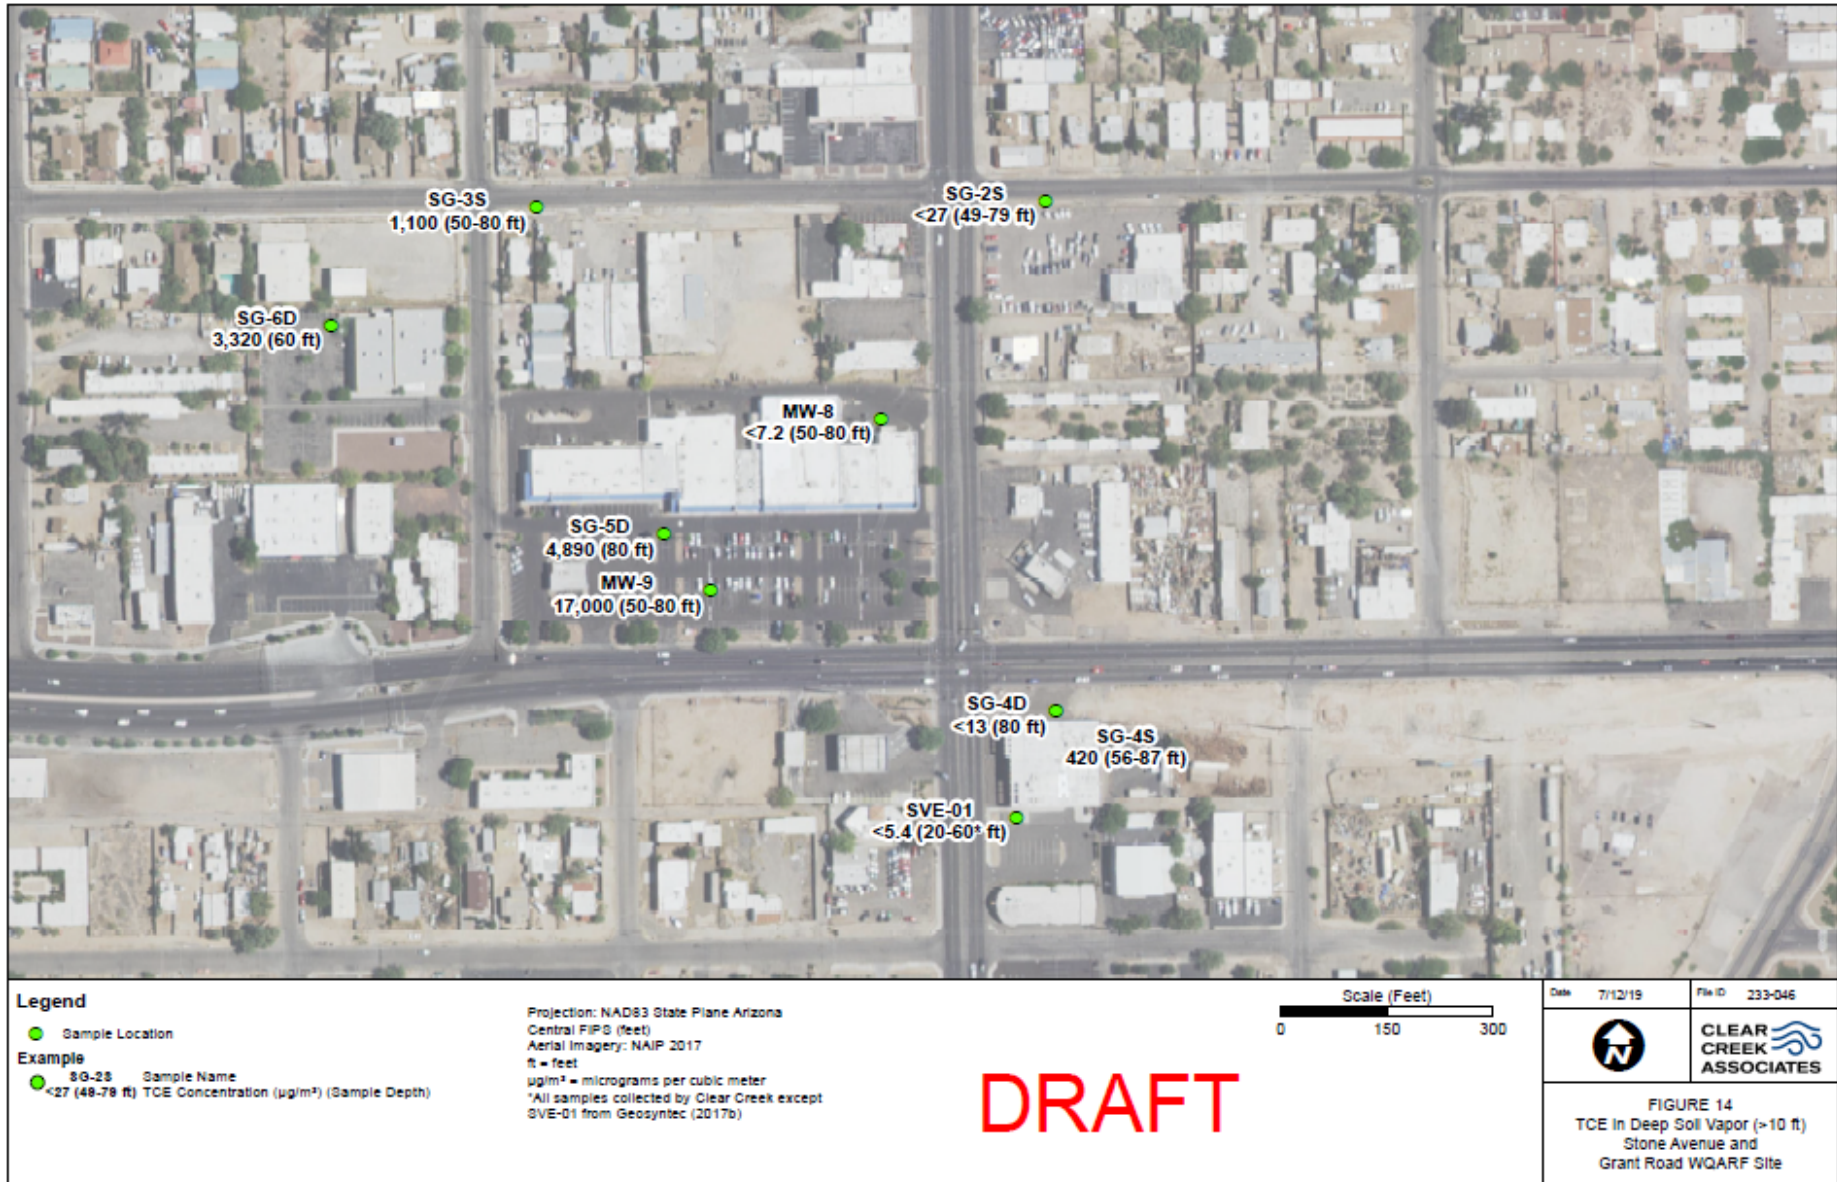 SG-3S
1,100 (50-80 ft)
SG-2S
<27 (49-79 ft)
SG-6D
3,320 (60 ft)
MW-8
<7.2 (50-80 ft)
SG-5D
4,890 (80 ft)
MW-9
17,000 (50-80 ft)
SG-4D
<13 (80 ft)
SG-4S
420 (56-87 ft)
SVE-01
<5.4 (20-60* ft)
Legend
Sample Location
Example
SG-2S Sample Name
<27 (49-79 ft) TCE Concentration (µg/m³) (Sample Depth)
Projection: NAD83 State Plane Arizona
Central FIPS (feet)
Aerial Imagery: NAIP 2017
ft = feet
µg/m³ = micrograms per cubic meter
*All samples collected by Clear Creek except
SVE-01 from Geosyntec (2017b)
DRAFT
Scale (Feet)
0 150 300
Date 7/12/19
File ID 233-046
N
CLEAR
CREEK
ASSOCIATES
FIGURE 14
TCE in Deep Soil Vapor (>10 ft)
Stone Avenue and
Grant Road WQARF Site